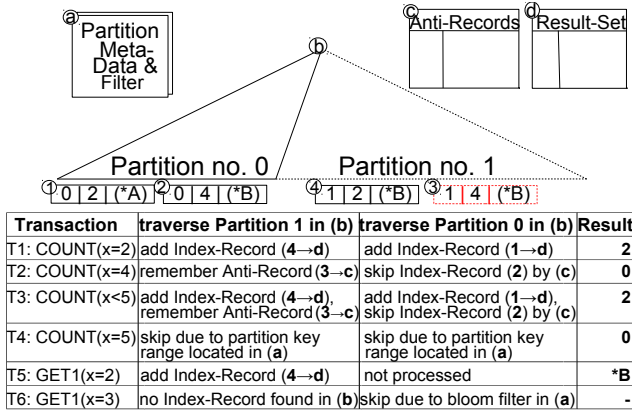 a
Partition
Meta-
Data &
Filter
b
c
Anti-Records
d
Result-Set
Partition no. 0 Partition no. 1
1 0 2 (*A) 2 0 4 (*B) 4 1 2 (*B) 3 1 4 (*B)
Transaction traverse Partition 1 in (b) traverse Partition 0 in (b) Result
T1: COUNT(x=2) add Index-Record (4→d) add Index-Record (1→d) 2
T2: COUNT(x=4) remember Anti-Record (3→c) skip Index-Record (2) by (c) 0
T3: COUNT(x<5) add Index-Record (4→d), add Index-Record (1→d), 2
remember Anti-Record (3→c) skip Index-Record (2) by (c)
T4: COUNT(x=5) skip due to partition key skip due to partition key 0
range located in (a) range located in (a)
T5: GET1(x=2) add Index-Record (4→d) not processed *B
T6: GET1(x=3) no Index-Record found in (b) skip due to bloom filter in (a) -